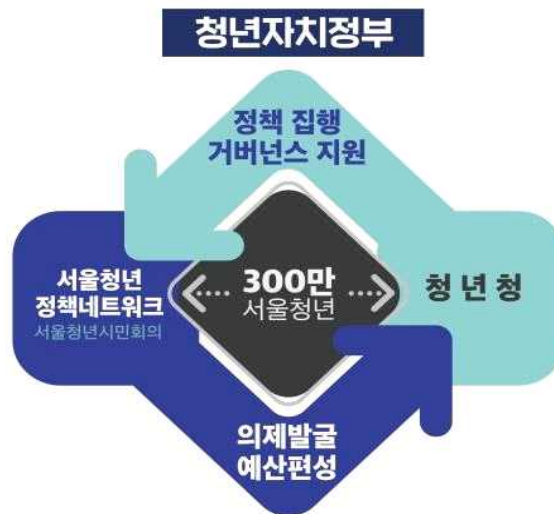 청년자치정부
정책 집행
거버넌스 지원
서울청년
정책네트워크
서울청년시민회의
300만
서울청년
청년청
의제발굴
예산편성